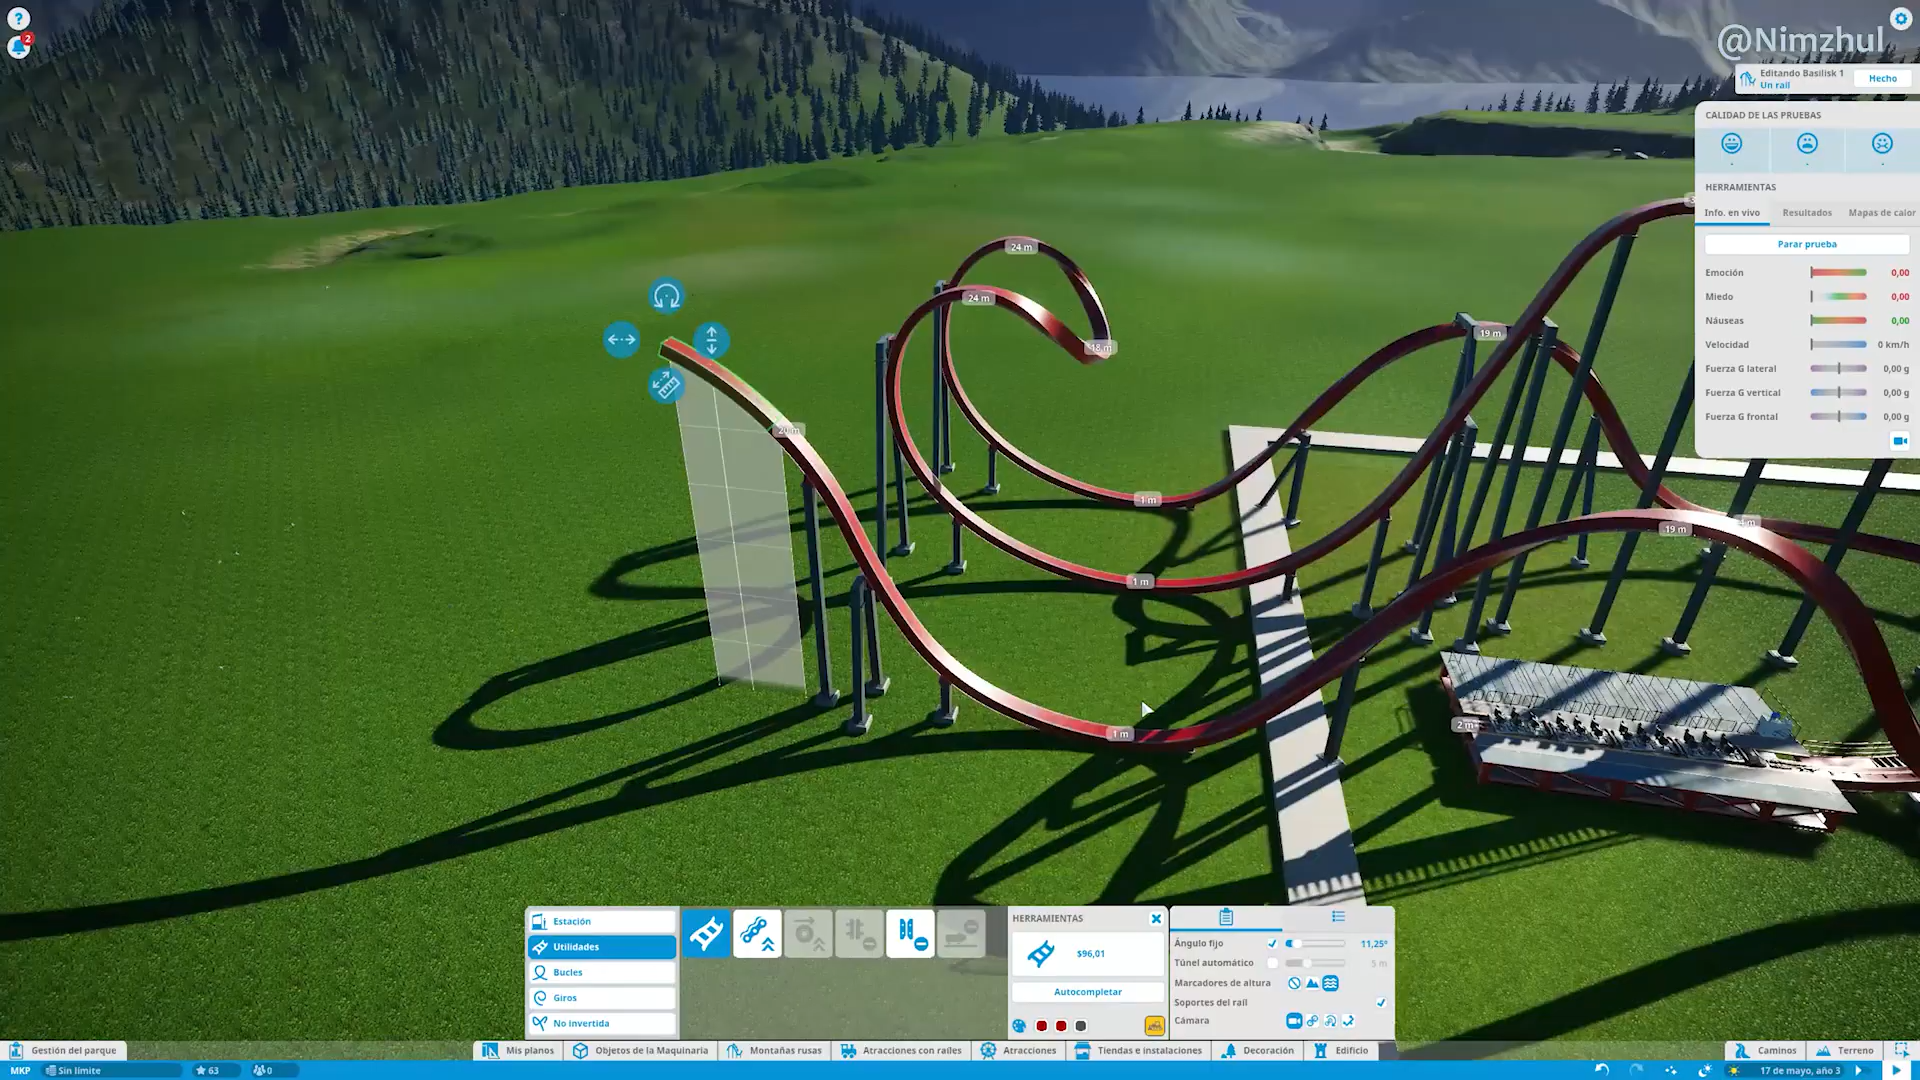 ?
2
@Nimzhul
Editando Basilisk 1
Un raíl
Hecho
CALIDAD DE LAS PRUEBAS
HERRAMIENTAS
Info. en vivo
Resultados
Mapas de calor
Parar prueba
Emoción 0,00
Miedo 0,00
Náuseas 0,00
Velocidad 0 km/h
Fuerza G lateral 0,00 g
Fuerza G vertical 0,00 g
Fuerza G frontal 0,00 g
24 m
24 m
18 m
19 m
20 m
1 m
19 m
4 m
1 m
1 m
2 m
Estación
Utilidades
Bucles
Giros
No invertida
HERRAMIENTAS
$96,01
Autocompletar
Ángulo fijo 11,25°
Túnel automático 5 m
Marcadores de altura
Soportes del raíl
Cámara
Gestión del parque
Mis planos
Objetos de la Maquinaria
Montañas rusas
Atracciones con raíles
Atracciones
Tiendas e instalaciones
Decoración
Edificio
Caminos
Terreno
MKP
Sin límite
63
0
17 de mayo, año 3